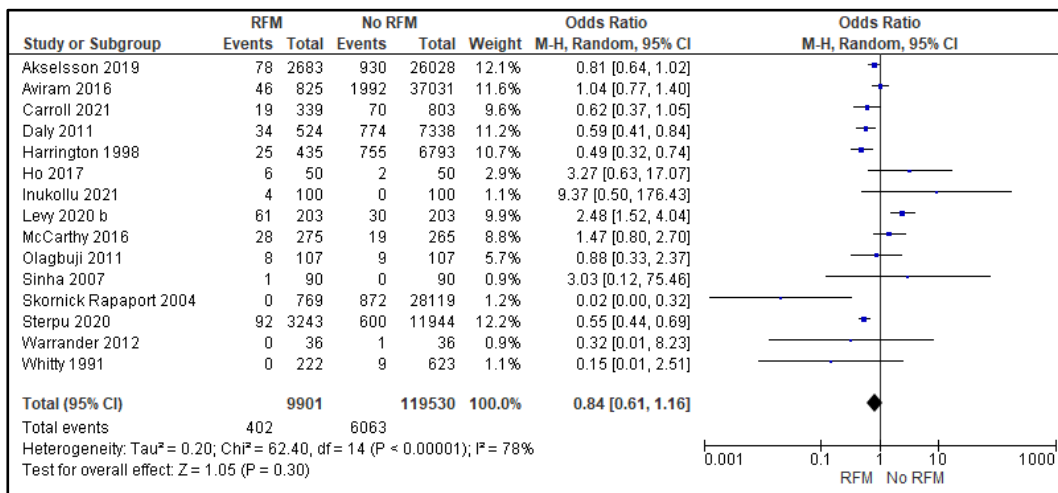 RFM No RFM Odds Ratio Odds Ratio
Study or Subgroup Events Total Events Total Weight M-H, Random, 95% CI M-H, Random, 95% CI
Akselsson 2019 78 2683 930 26028 12.1% 0.81 [0.64, 1.02]
Aviram 2016 46 825 1992 37031 11.6% 1.04 [0.77, 1.40]
Carroll 2021 19 339 70 803 9.6% 0.62 [0.37, 1.05]
Daly 2011 34 524 774 7338 11.2% 0.59 [0.41, 0.84]
Harrington 1998 25 435 755 6793 10.7% 0.49 [0.32, 0.74]
Ho 2017 6 50 2 50 2.9% 3.27 [0.63, 17.07]
Inukollu 2021 4 100 0 100 1.1% 9.37 [0.50, 176.43]
Levy 2020 b 61 203 30 203 9.9% 2.48 [1.52, 4.04]
McCarthy 2016 28 275 19 265 8.8% 1.47 [0.80, 2.70]
Olagbuji 2011 8 107 9 107 5.7% 0.88 [0.33, 2.37]
Sinha 2007 1 90 0 90 0.9% 3.03 [0.12, 75.46]
Skornick Rapaport 2004 0 769 872 28119 1.2% 0.02 [0.00, 0.32]
Sterpu 2020 92 3243 600 11944 12.2% 0.55 [0.44, 0.69]
Warrander 2012 0 36 1 36 0.9% 0.32 [0.01, 8.23]
Whitty 1991 0 222 9 623 1.1% 0.15 [0.01, 2.51]
Total (95% CI) 9901 119530 100.0% 0.84 [0.61, 1.16]
Total events 402 6063
Heterogeneity: Tau² = 0.20; Chi² = 62.40, df = 14 (P < 0.00001); I² = 78%
Test for overall effect: Z = 1.05 (P = 0.30)
0.001 0.1 1 10 1000
RFM No RFM